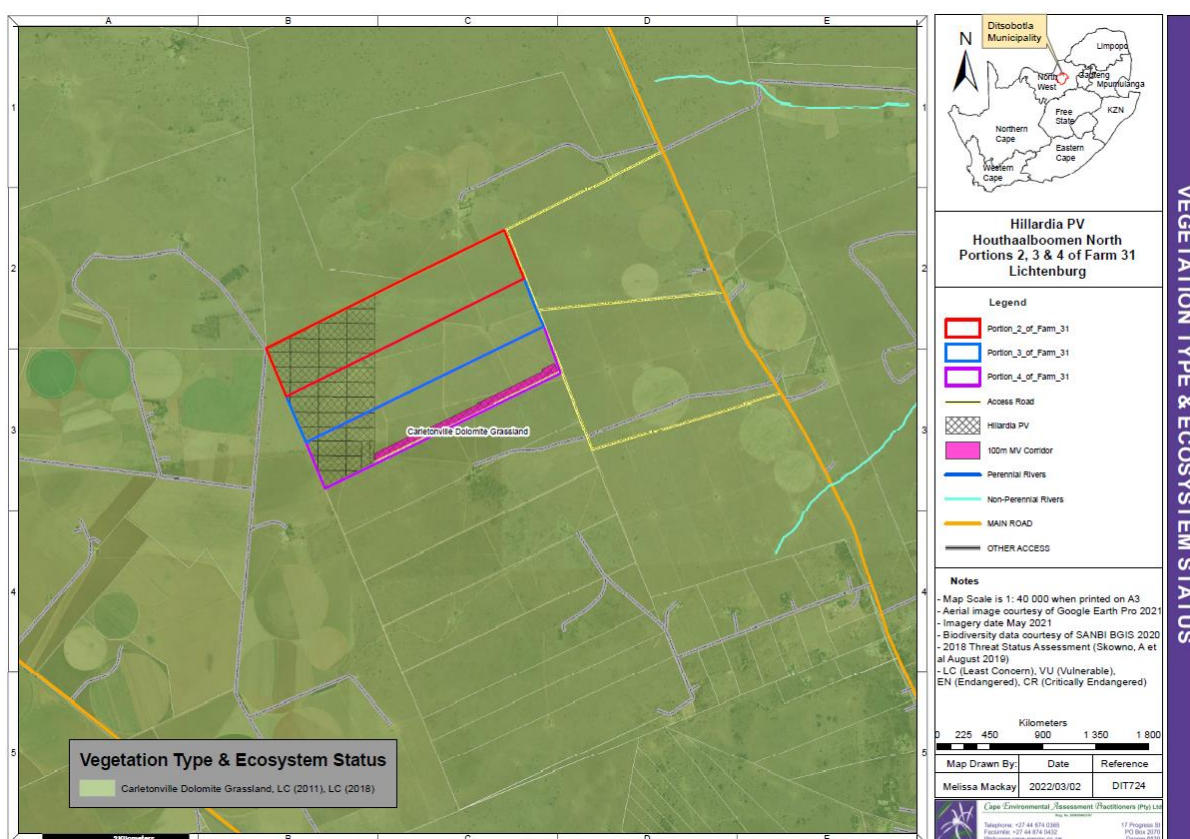 A B C D E
1
2
3
4
5
1
2
3
4
5
A B C D E
Carletonville Dolomite Grassland
Vegetation Type & Ecosystem Status
Carletonville Dolomite Grassland, LC (2011), LC (2018)
2Kilometers
N
Ditsobotla
Municipality
Limpopo
North
West
Gauteng
Mpumulanga
Free
State
KZN
Northern
Cape
Eastern
Cape
Western
Cape
Hillardia PV
Houthaalboomen North
Portions 2, 3 & 4 of Farm 31
Lichtenburg
Legend
Portion_2_of_Farm_31
Portion_3_of_Farm_31
Portion_4_of_Farm_31
Access Road
Hillardia PV
100m MV Corridor
Perennial Rivers
Non-Perennial Rivers
MAIN ROAD
OTHER ACCESS
Notes
- Map Scale is 1: 40 000 when printed on A3
- Aerial image courtesy of Google Earth Pro 2021
- Imagery date May 2021
- Biodiversity data courtesy of SANBI BGIS 2020
- 2018 Threat Status Assessment (Skowno, A et
al August 2019)
- LC (Least Concern), VU (Vulnerable),
EN (Endangered), CR (Critically Endangered)
Kilometers
0 225 450 900 1 350 1 800
Map Drawn By: Date Reference
Melissa Mackay 2022/03/02 DIT724
Cape Environmental Assessment Practitioners (Pty) Ltd
Telephone: +27 44 874 0365 17 Progress St
Facsimile: +27 44 874 0432 PO Box 2070
VEGETATION TYPE & ECOSYSTEM STATUS